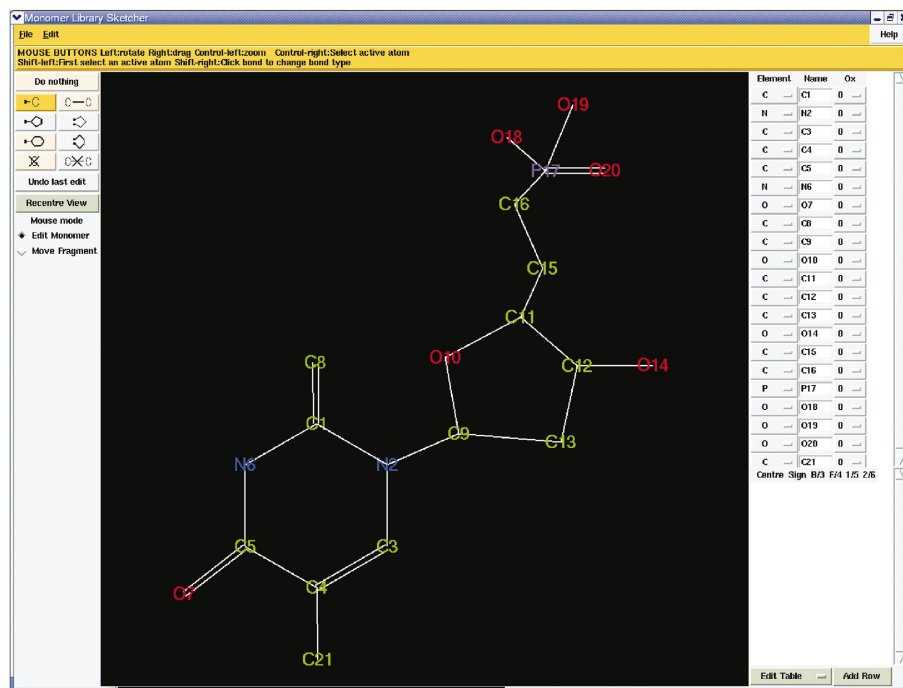 Monomer Library Sketcher
File Edit Help
MOUSE BUTTONS Left:rotate Right:drag Control-left:zoom Control-right:Select active atom
Shift-left:First select an active atom Shift-right:Click bond to change bond type
Do nothing
C
C—C
C C
Undo last edit
Recentre View
Mouse mode
Edit Monomer
Move Fragment
O19
O18
P17
O20
C16
C15
C11
O10
C12
O14
C8
C1
C9
C13
N6
N2
C5
C3
O7
C4
C21
Element Name Ox
C C1 0
N N2 0
C C3 0
C C4 0
C C5 0
N N6 0
O O7 0
C C8 0
C C9 0
O O10 0
C C11 0
C C12 0
C C13 0
O O14 0
C C15 0
C C16 0
P P17 0
O O18 0
O O19 0
O O20 0
C C21 0
Centre Sign B/3 F/4 1/5 2/6
Edit Table Add Row